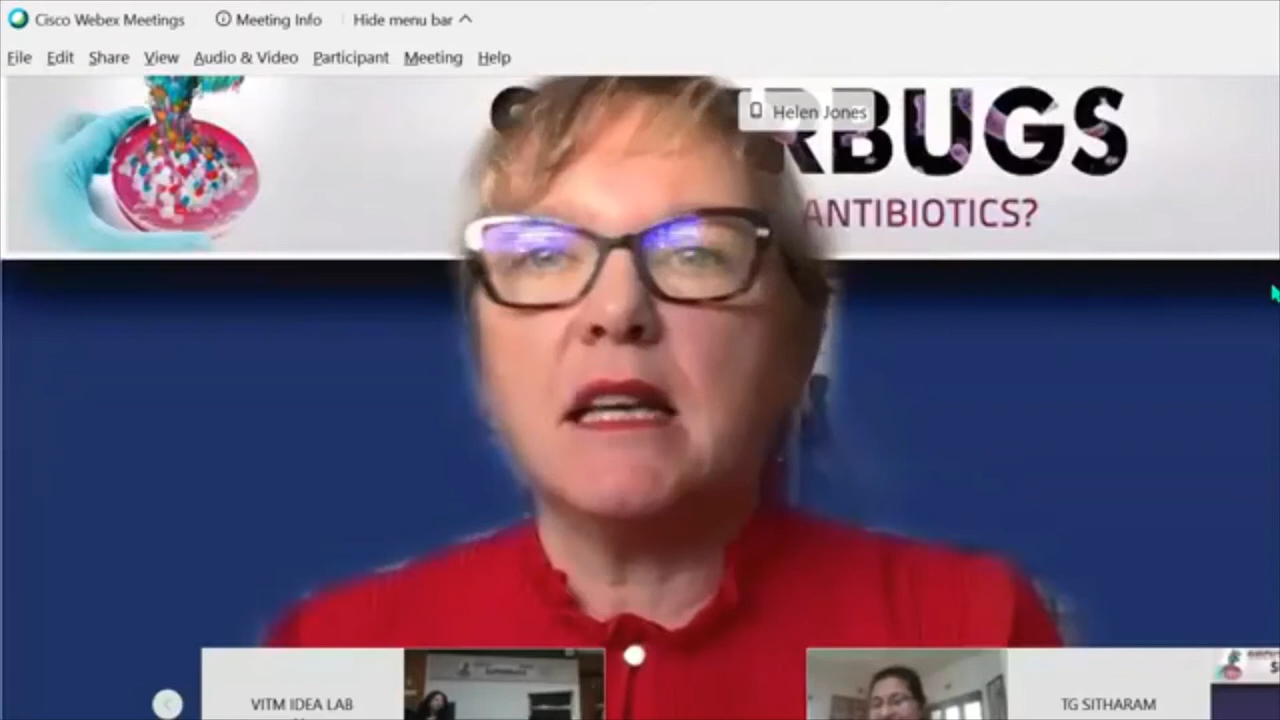 Cisco Webex Meetings Meeting Info Hide menu bar
File Edit Share View Audio & Video Participant Meeting Help
Helen Jones
RBUGS
ANTIBIOTICS?
VITM IDEA LAB
TG SITHARAM